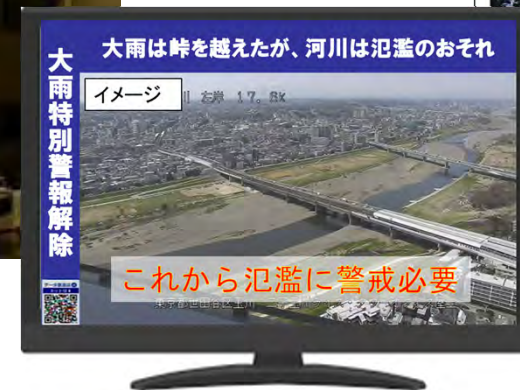 大雨は峠を越えたが、河川は氾濫のおそれ
大雨特別警報解除
イメージ
左岸 17.8k
これから氾濫に警戒必要